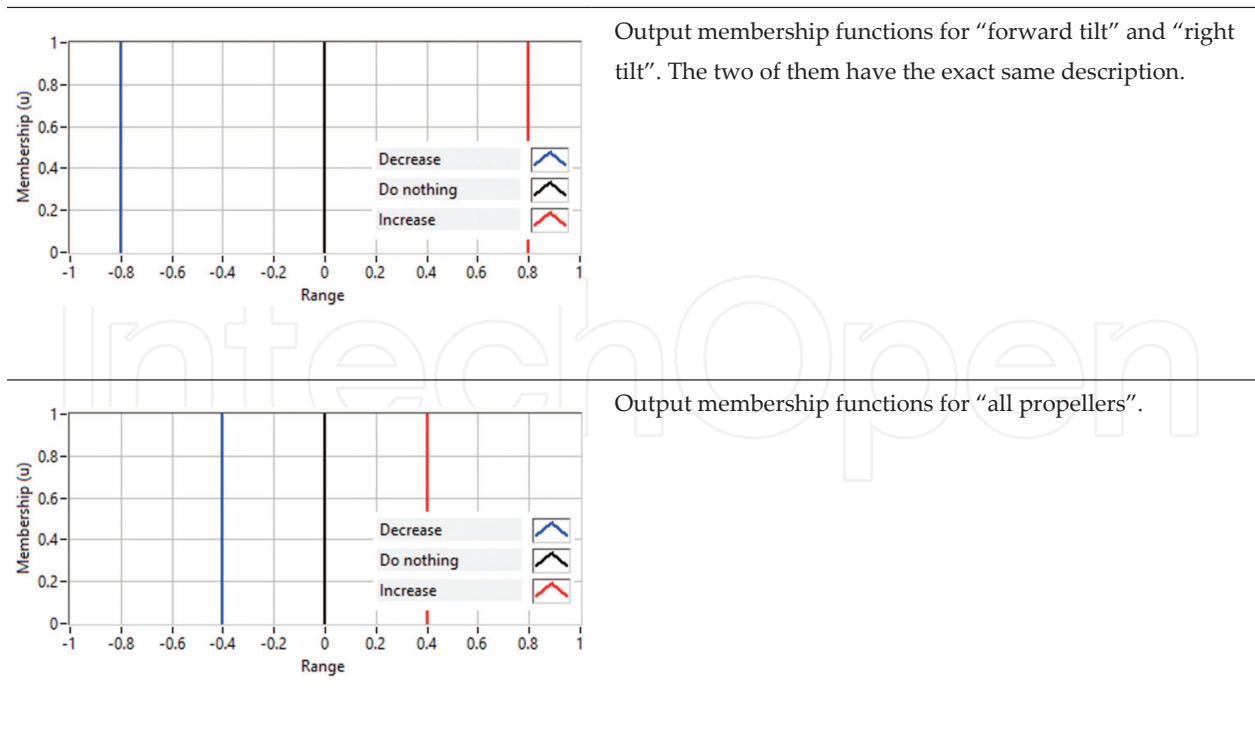 Output membership functions for “forward tilt” and “right
tilt”. The two of them have the exact same description.
Membership (u)
1
0.8
0.6
0.4
0.2
0
Decrease
Do nothing
Increase
-1 -0.8 -0.6 -0.4 -0.2 0 0.2 0.4 0.6 0.8 1
Range
IntechOpen
Output membership functions for “all propellers”.
Membership (u)
1
0.8
0.6
0.4
0.2
0
Decrease
Do nothing
Increase
-1 -0.8 -0.6 -0.4 -0.2 0 0.2 0.4 0.6 0.8 1
Range